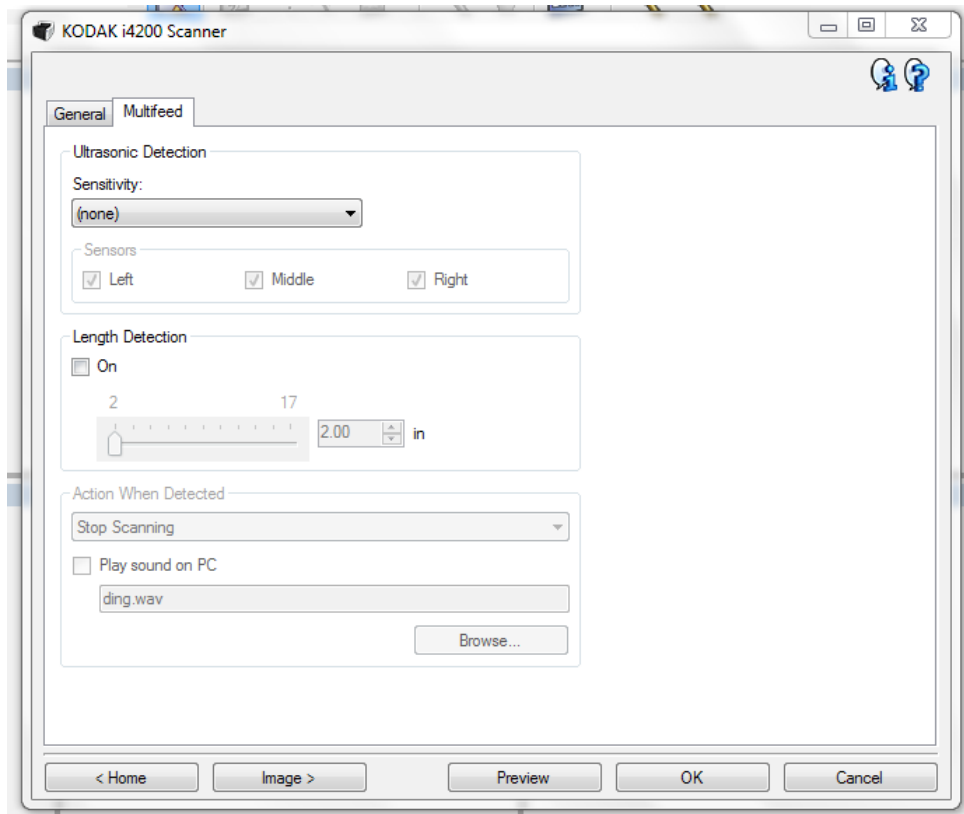 KODAK i4200 Scanner
General Multifeed
Ultrasonic Detection
Sensitivity:
(none)
Sensors
Left Middle Right
Length Detection
On
2 17
2.00 in
Action When Detected
Stop Scanning
Play sound on PC
ding.wav
Browse...
< Home Image > Preview OK Cancel